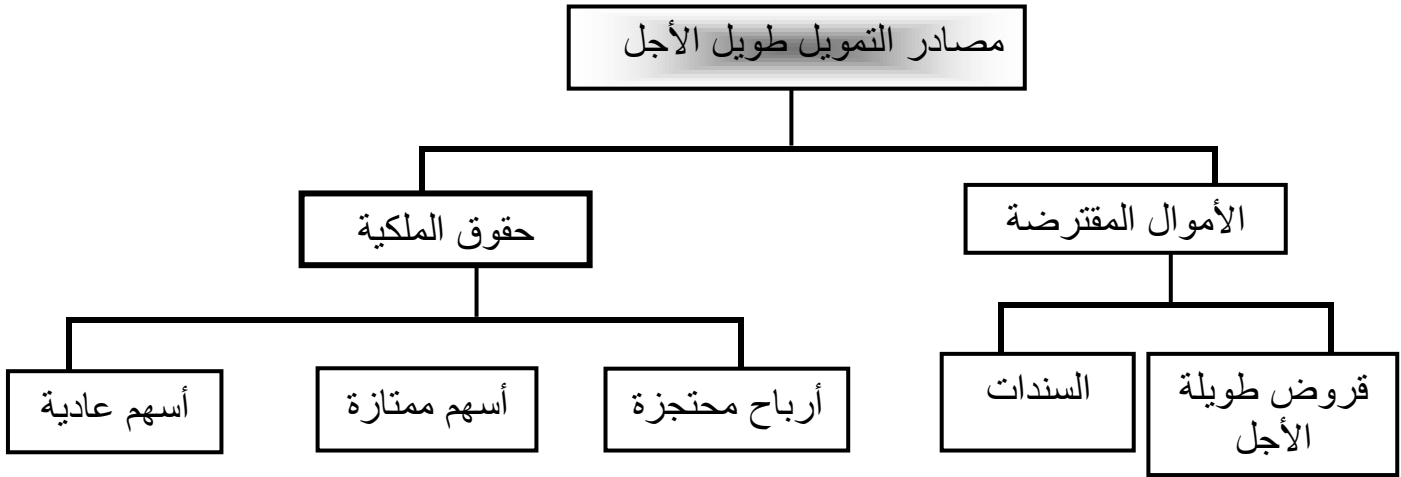 مصادر التمويل طويل الأجل
الأموال المقترضة
حقوق الملكية
قروض طويلة
الأجل
السندات
أرباح محتجزة
أسهم ممتازة
أسهم عادية